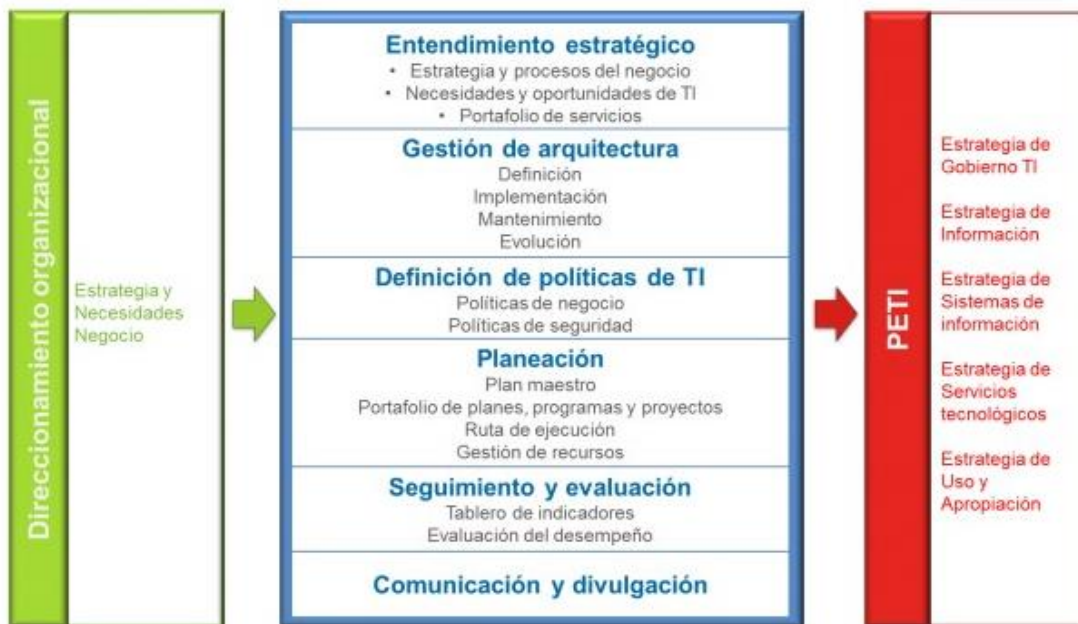 Direccionamiento organizacional
Estrategia y
Necesidades
Negocio
Entendimiento estratégico
• Estrategia y procesos del negocio
• Necesidades y oportunidades de TI
• Portafolio de servicios
Gestión de arquitectura
Definición
Implementación
Mantenimiento
Evolución
Definición de políticas de TI
Políticas de negocio
Políticas de seguridad
Planeación
Plan maestro
Portafolio de planes, programas y proyectos
Ruta de ejecución
Gestión de recursos
Seguimiento y evaluación
Tablero de indicadores
Evaluación del desempeño
Comunicación y divulgación
PETI
Estrategia de
Gobierno TI
Estrategia de
Información
Estrategia de
Sistemas de
información
Estrategia de
Servicios
tecnológicos
Estrategia de
Uso y
Apropiación